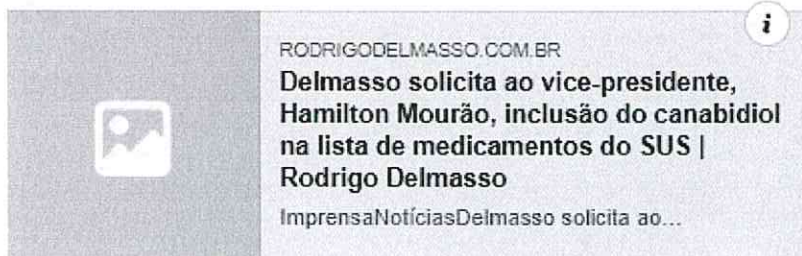 i
RODRIGODELMASSO.COM.BR
Delmasso solicita ao vice-presidente,
Hamilton Mourão, inclusão do canabidiol
na lista de medicamentos do SUS |
Rodrigo Delmasso
ImprensaNotíciasDelmasso solicita ao...